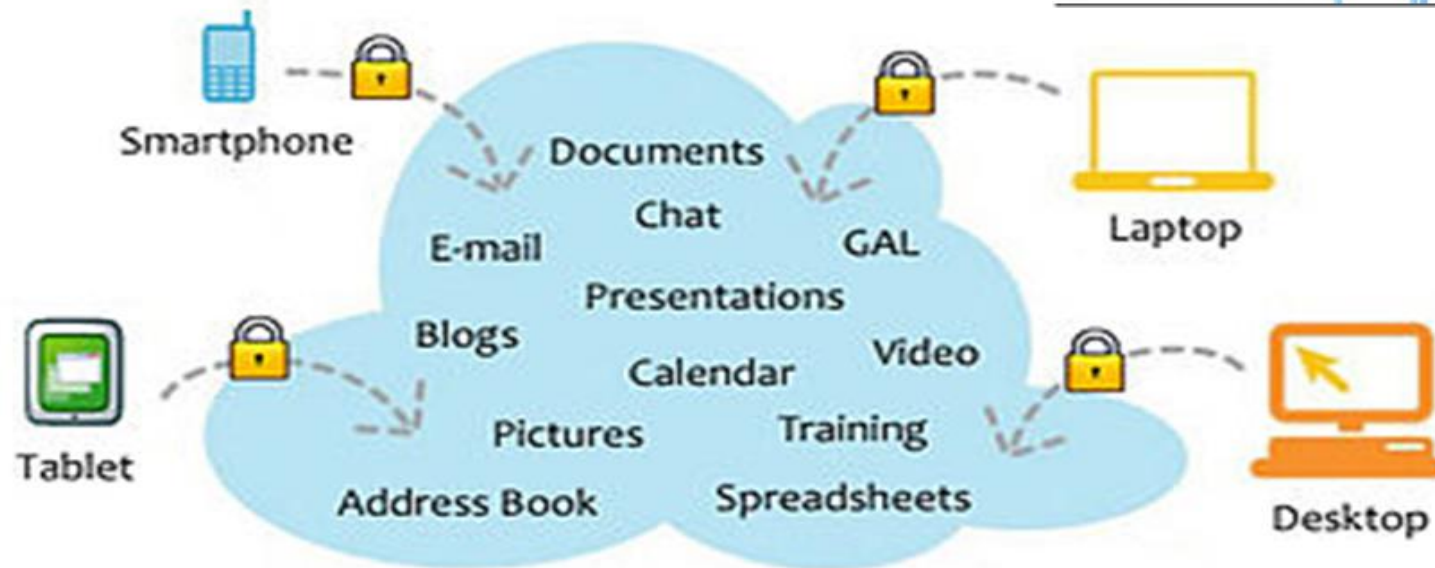 Smartphone
Documents
Chat
E-mail
GAL
Laptop
Presentations
Blogs
Video
Calendar
Pictures
Training
Tablet
Address Book
Spreadsheets
Desktop